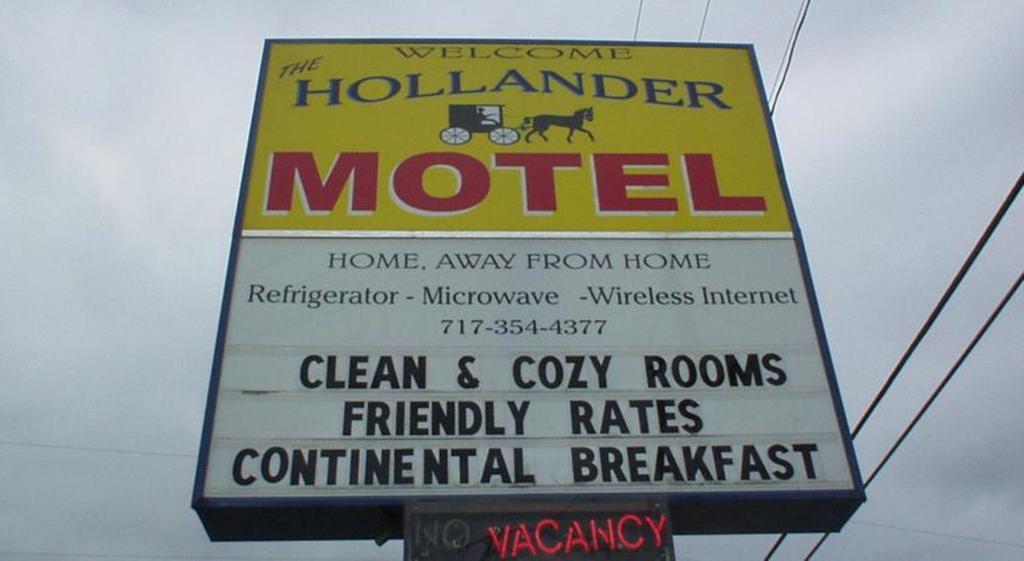 WELCOME
THE
HOLLANDER
MOTEL
HOME, AWAY FROM HOME
Refrigerator - Microwave -Wireless Internet
717-354-4377
CLEAN & COZY ROOMS
FRIENDLY RATES
CONTINENTAL BREAKFAST
NO VACANCY